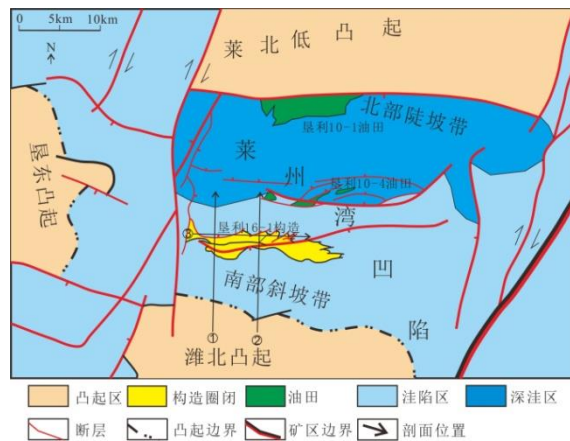 0 5km 10km
N
莱北低凸起
北部陡坡带
垦利10-1油田
莱州湾凹陷
垦利10-4油田
垦东凸起
垦利16-1构造
③
南部斜坡带
① ②
潍北凸起
凸起区 构造圈闭 油田 洼陷区 深洼区
断层 凸起边界 矿区边界 剖面位置